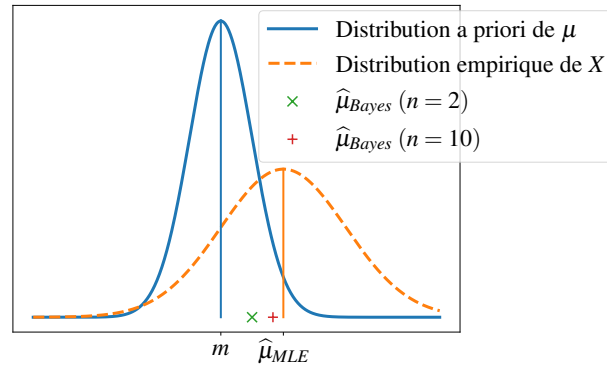 Distribution a priori de μ
Distribution empirique de X
μ̂_Bayes (n = 2)
μ̂_Bayes (n = 10)
m
μ̂_MLE